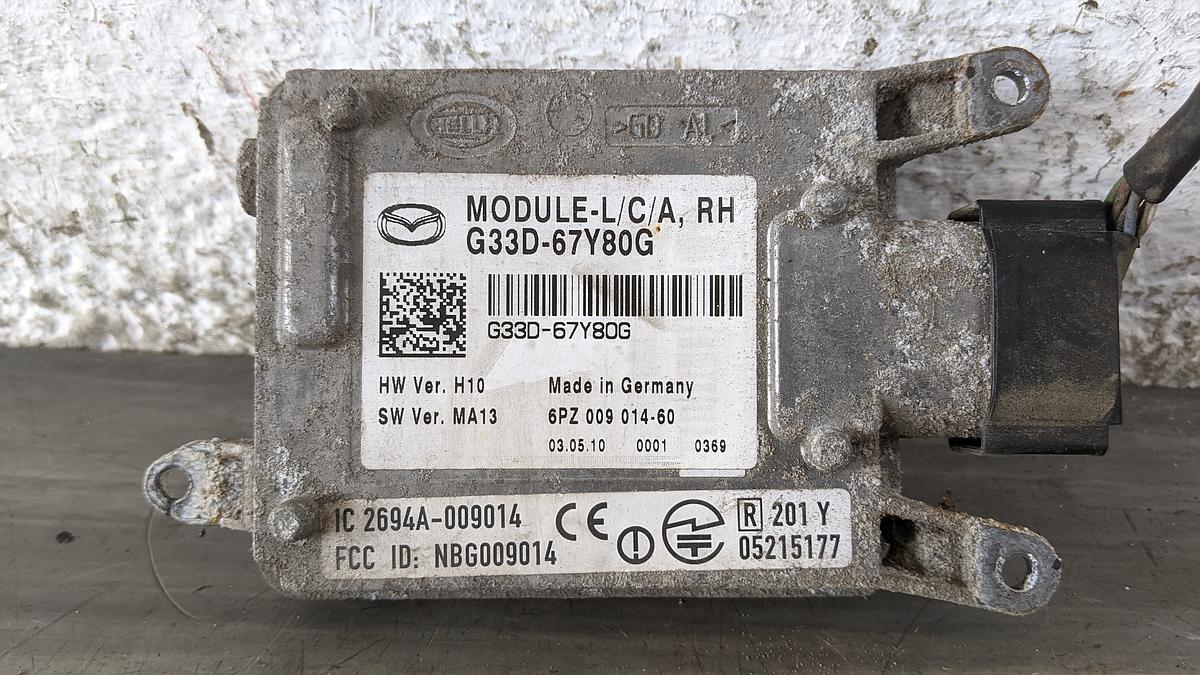 HELLA
>GD AL<
MODULE-L/C/A, RH
G33D-67Y80G
G33D-67Y80G
HW Ver. H10 Made in Germany
SW Ver. MA13 6PZ 009 014-60
03.05.10 0001 0369
IC 2694A-009014 CE R 201 Y
FCC ID: NBG009014 05215177